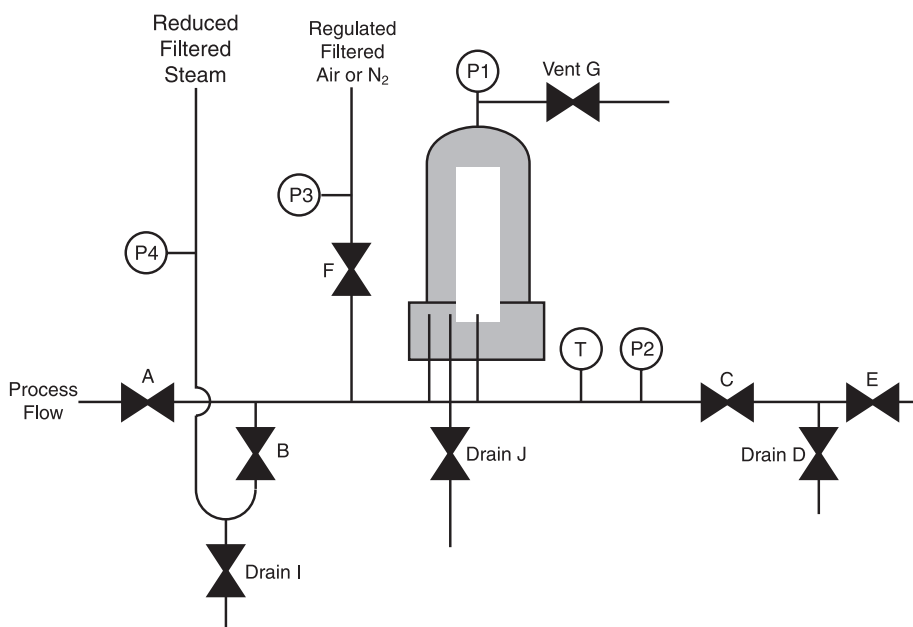 Reduced
Filtered
Steam
Regulated
Filtered
Air or N₂
P1
Vent G
P3
P4
F
T
P2
A
C
E
Process
Flow
B
Drain J
Drain D
Drain I